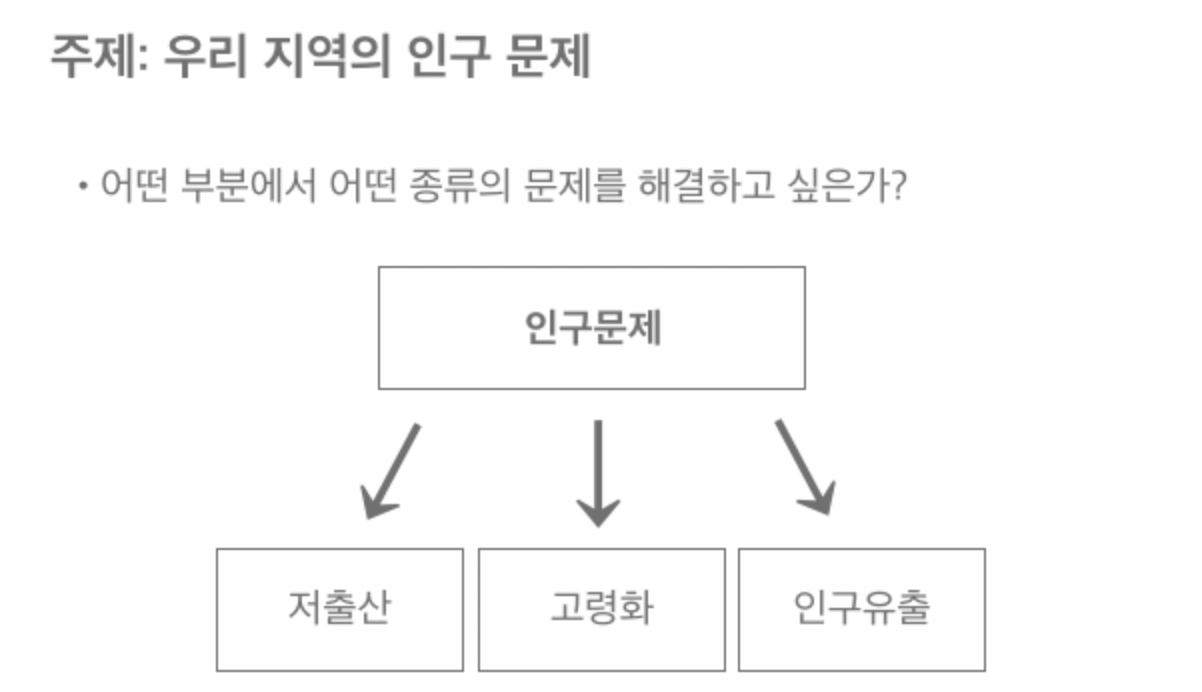 주제: 우리 지역의 인구 문제
• 어떤 부분에서 어떤 종류의 문제를 해결하고 싶은가?
인구문제
저출산
고령화
인구유출